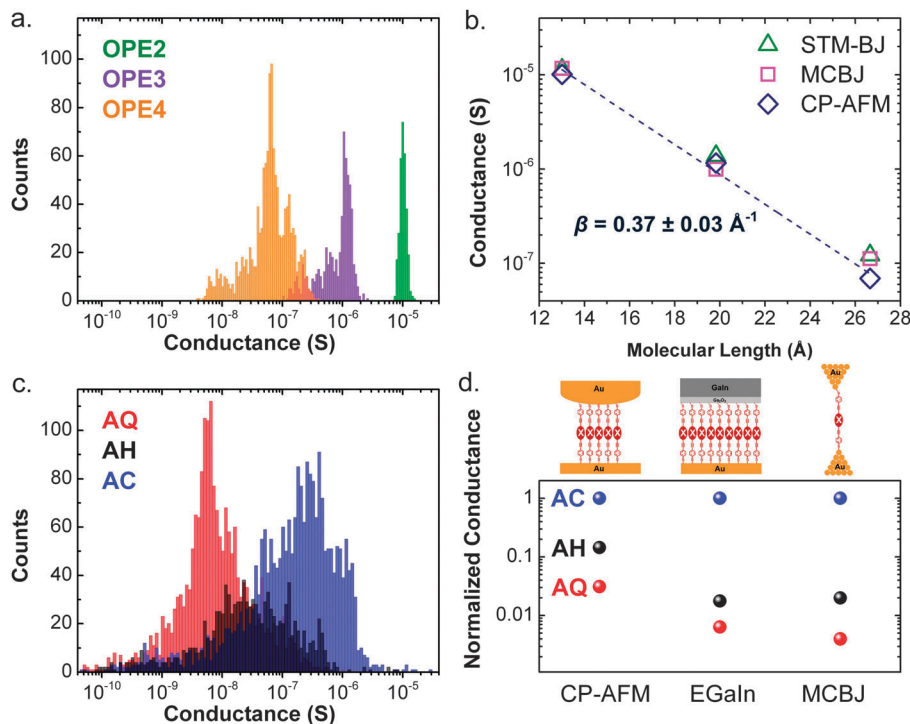 a.
OPE2
OPE3
OPE4
Counts
100
80
60
40
20
0
10⁻¹⁰ 10⁻⁹ 10⁻⁸ 10⁻⁷ 10⁻⁶ 10⁻⁵
Conductance (S)
b.
STM-BJ
MCBJ
CP-AFM
Conductance (S)
10⁻⁵
10⁻⁶
10⁻⁷
β = 0.37 ± 0.03 Å⁻¹
12 14 16 18 20 22 24 26 28
Molecular Length (Å)
c.
AQ
AH
AC
Counts
100
80
60
40
20
0
10⁻¹⁰ 10⁻⁹ 10⁻⁸ 10⁻⁷ 10⁻⁶ 10⁻⁵
Conductance (S)
d.
Au
X X X X X
Au
GaIn
Ga₂O₃
X X X X X X X X X
Au
Au
X
Au
Normalized Conductance
1
0.1
0.01
AC
AH
AQ
CP-AFM EGaIn MCBJ